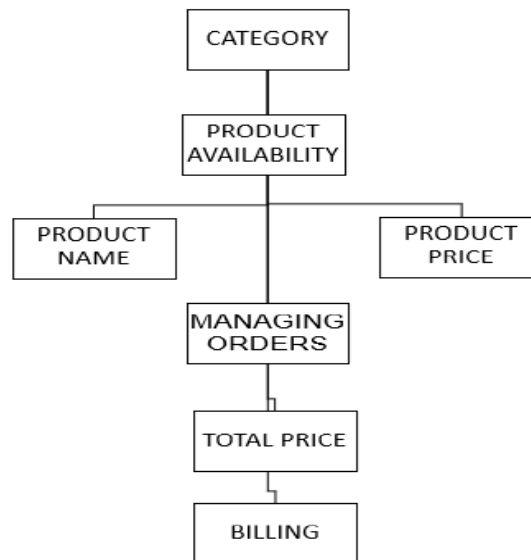 CATEGORY
PRODUCT
AVAILABILITY
PRODUCT
NAME
PRODUCT
PRICE
MANAGING
ORDERS
TOTAL PRICE
BILLING